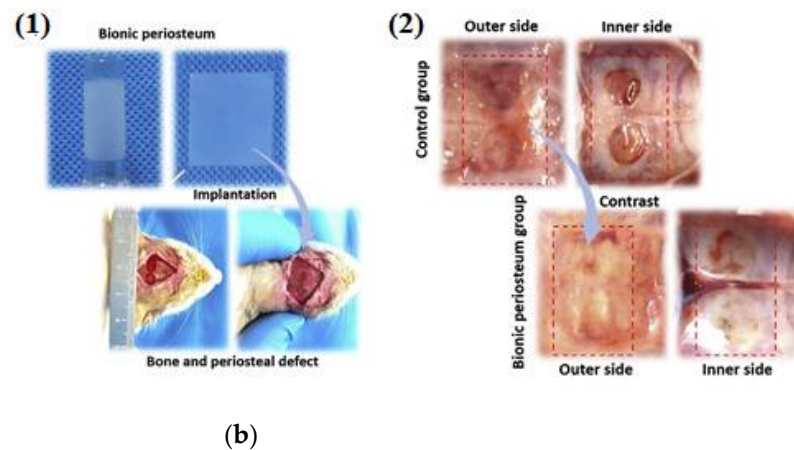 (1)
Bionic periosteum
Implantation
Bone and periosteal defect
(2)
Outer side
Inner side
Control group
Contrast
Bionic periosteum group
Outer side
Inner side
(b)